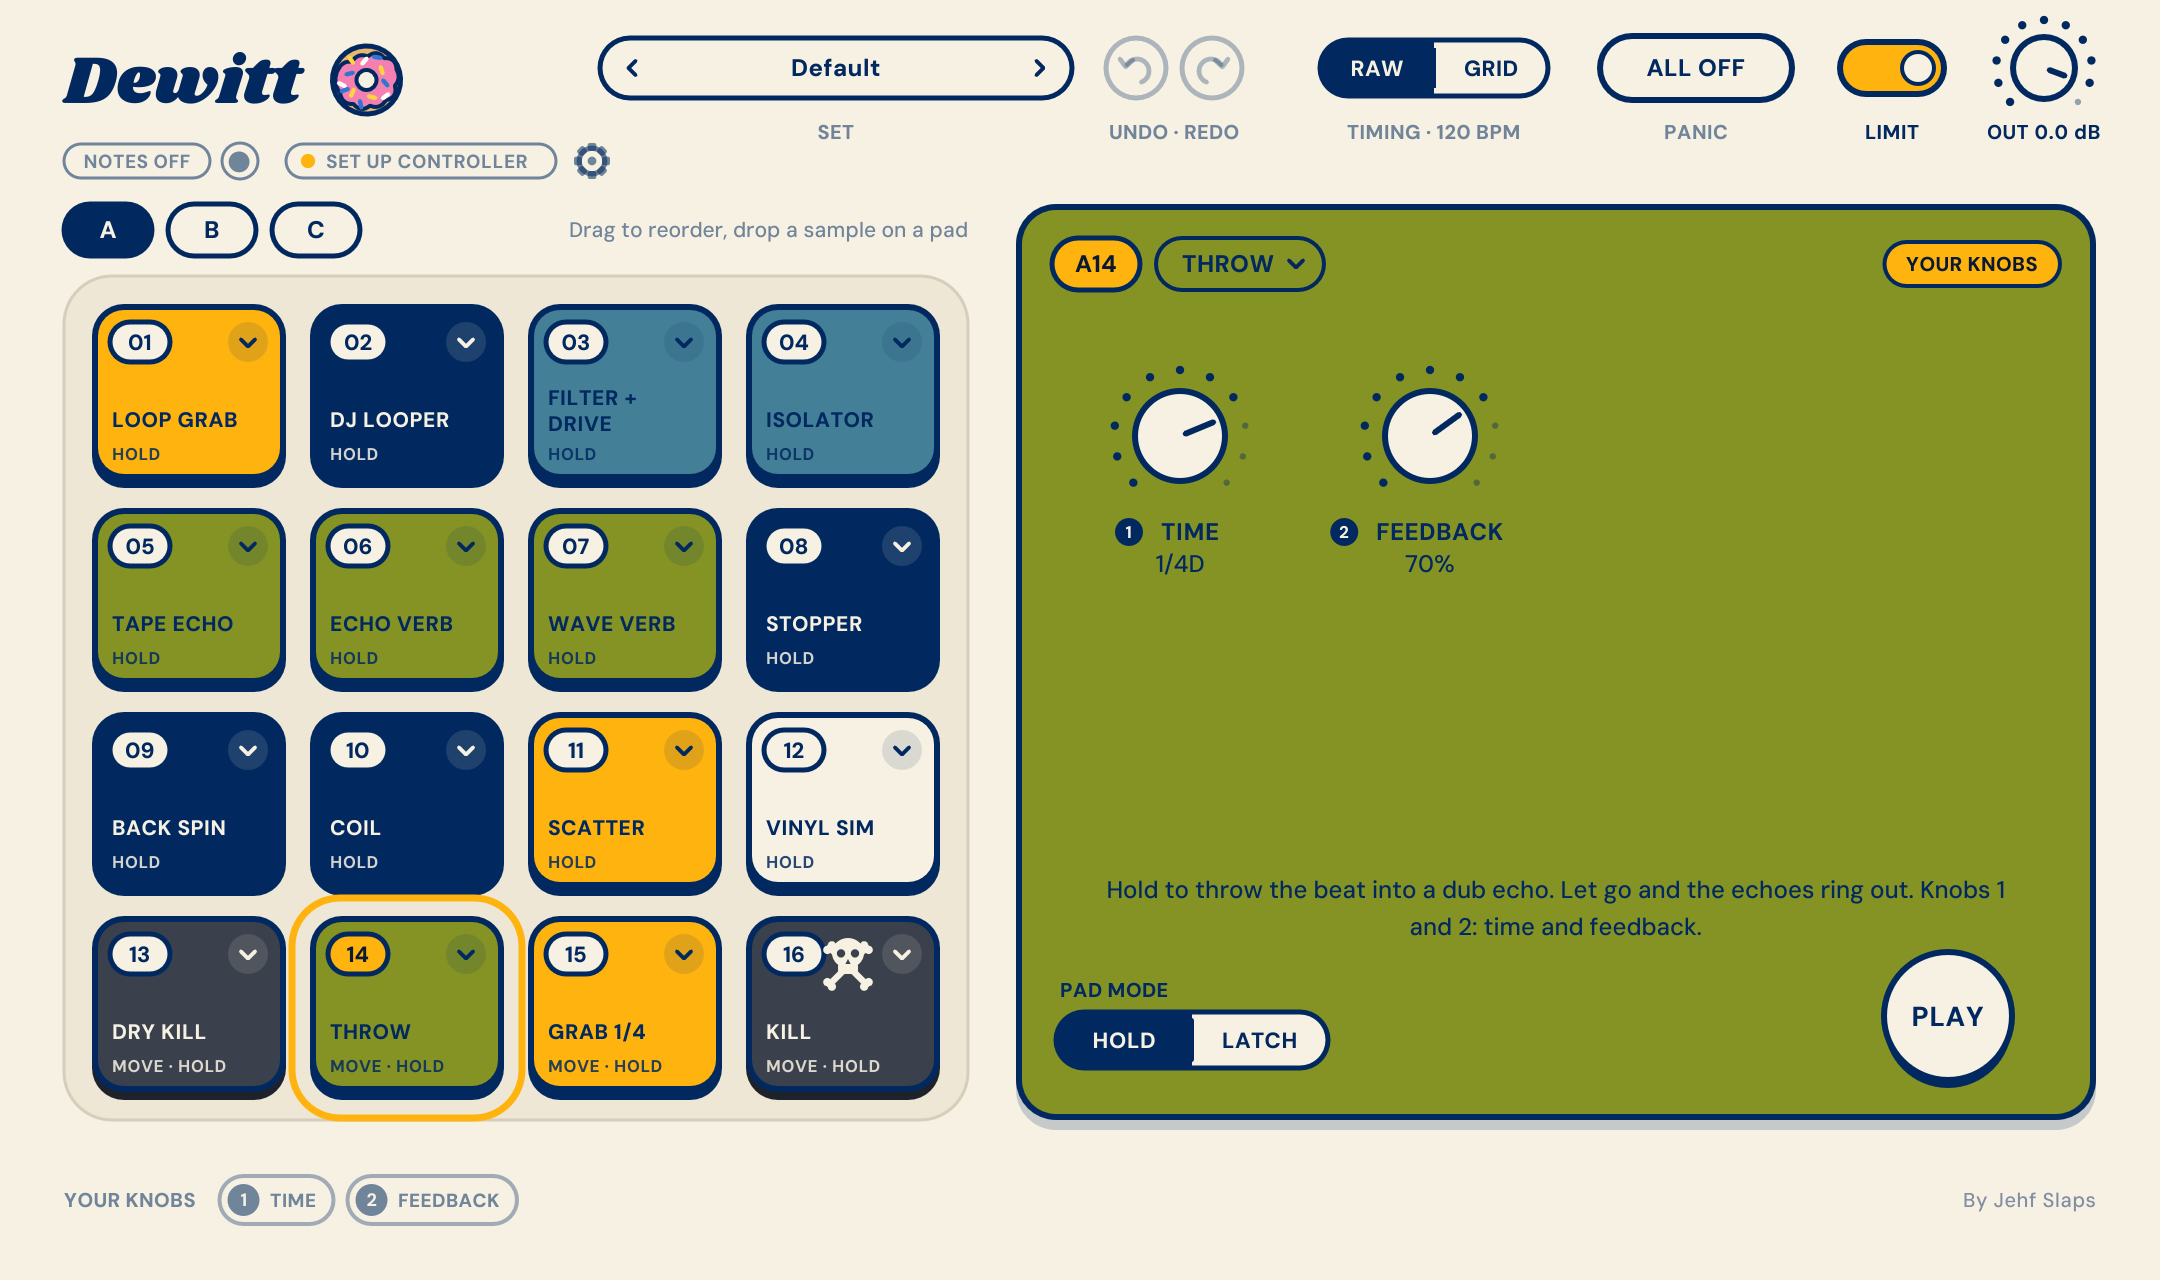 Dewitt
Default
RAW GRID
ALL OFF
SET
UNDO · REDO
TIMING · 120 BPM
PANIC
LIMIT
OUT 0.0 dB
NOTES OFF
SET UP CONTROLLER
A B C
Drag to reorder, drop a sample on a pad
01
LOOP GRAB
HOLD
02
DJ LOOPER
HOLD
03
FILTER +
DRIVE
HOLD
04
ISOLATOR
HOLD
05
TAPE ECHO
HOLD
06
ECHO VERB
HOLD
07
WAVE VERB
HOLD
08
STOPPER
HOLD
09
BACK SPIN
HOLD
10
COIL
HOLD
11
SCATTER
HOLD
12
VINYL SIM
HOLD
13
DRY KILL
MOVE · HOLD
14
THROW
MOVE · HOLD
15
GRAB 1/4
MOVE · HOLD
16
KILL
MOVE · HOLD
A14
THROW
YOUR KNOBS
1 TIME
1/4D
2 FEEDBACK
70%
Hold to throw the beat into a dub echo. Let go and the echoes ring out. Knobs 1
and 2: time and feedback.
PAD MODE
HOLD LATCH
PLAY
YOUR KNOBS
1 TIME
2 FEEDBACK
By Jehf Slaps